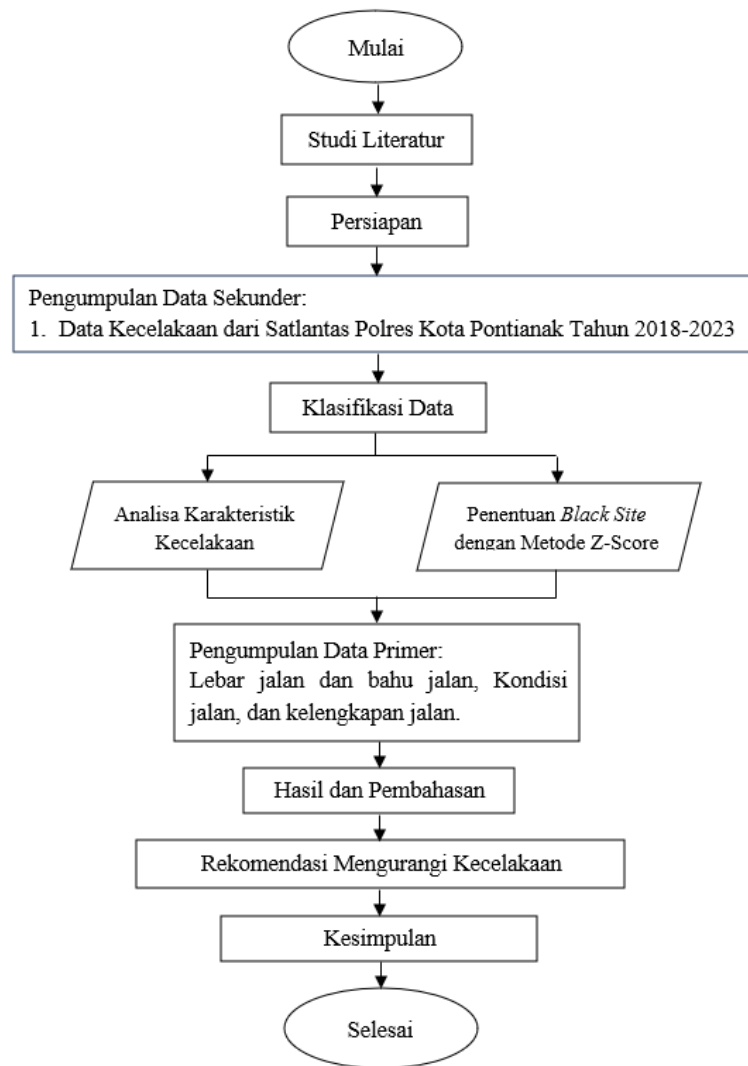 Mulai
Studi Literatur
Persiapan
Pengumpulan Data Sekunder:
1. Data Kecelakaan dari Satlantas Polres Kota Pontianak Tahun 2018-2023
Klasifikasi Data
Analisa Karakteristik
Kecelakaan
Penentuan Black Site
dengan Metode Z-Score
Pengumpulan Data Primer:
Lebar jalan dan bahu jalan, Kondisi
jalan, dan kelengkapan jalan.
Hasil dan Pembahasan
Rekomendasi Mengurangi Kecelakaan
Kesimpulan
Selesai